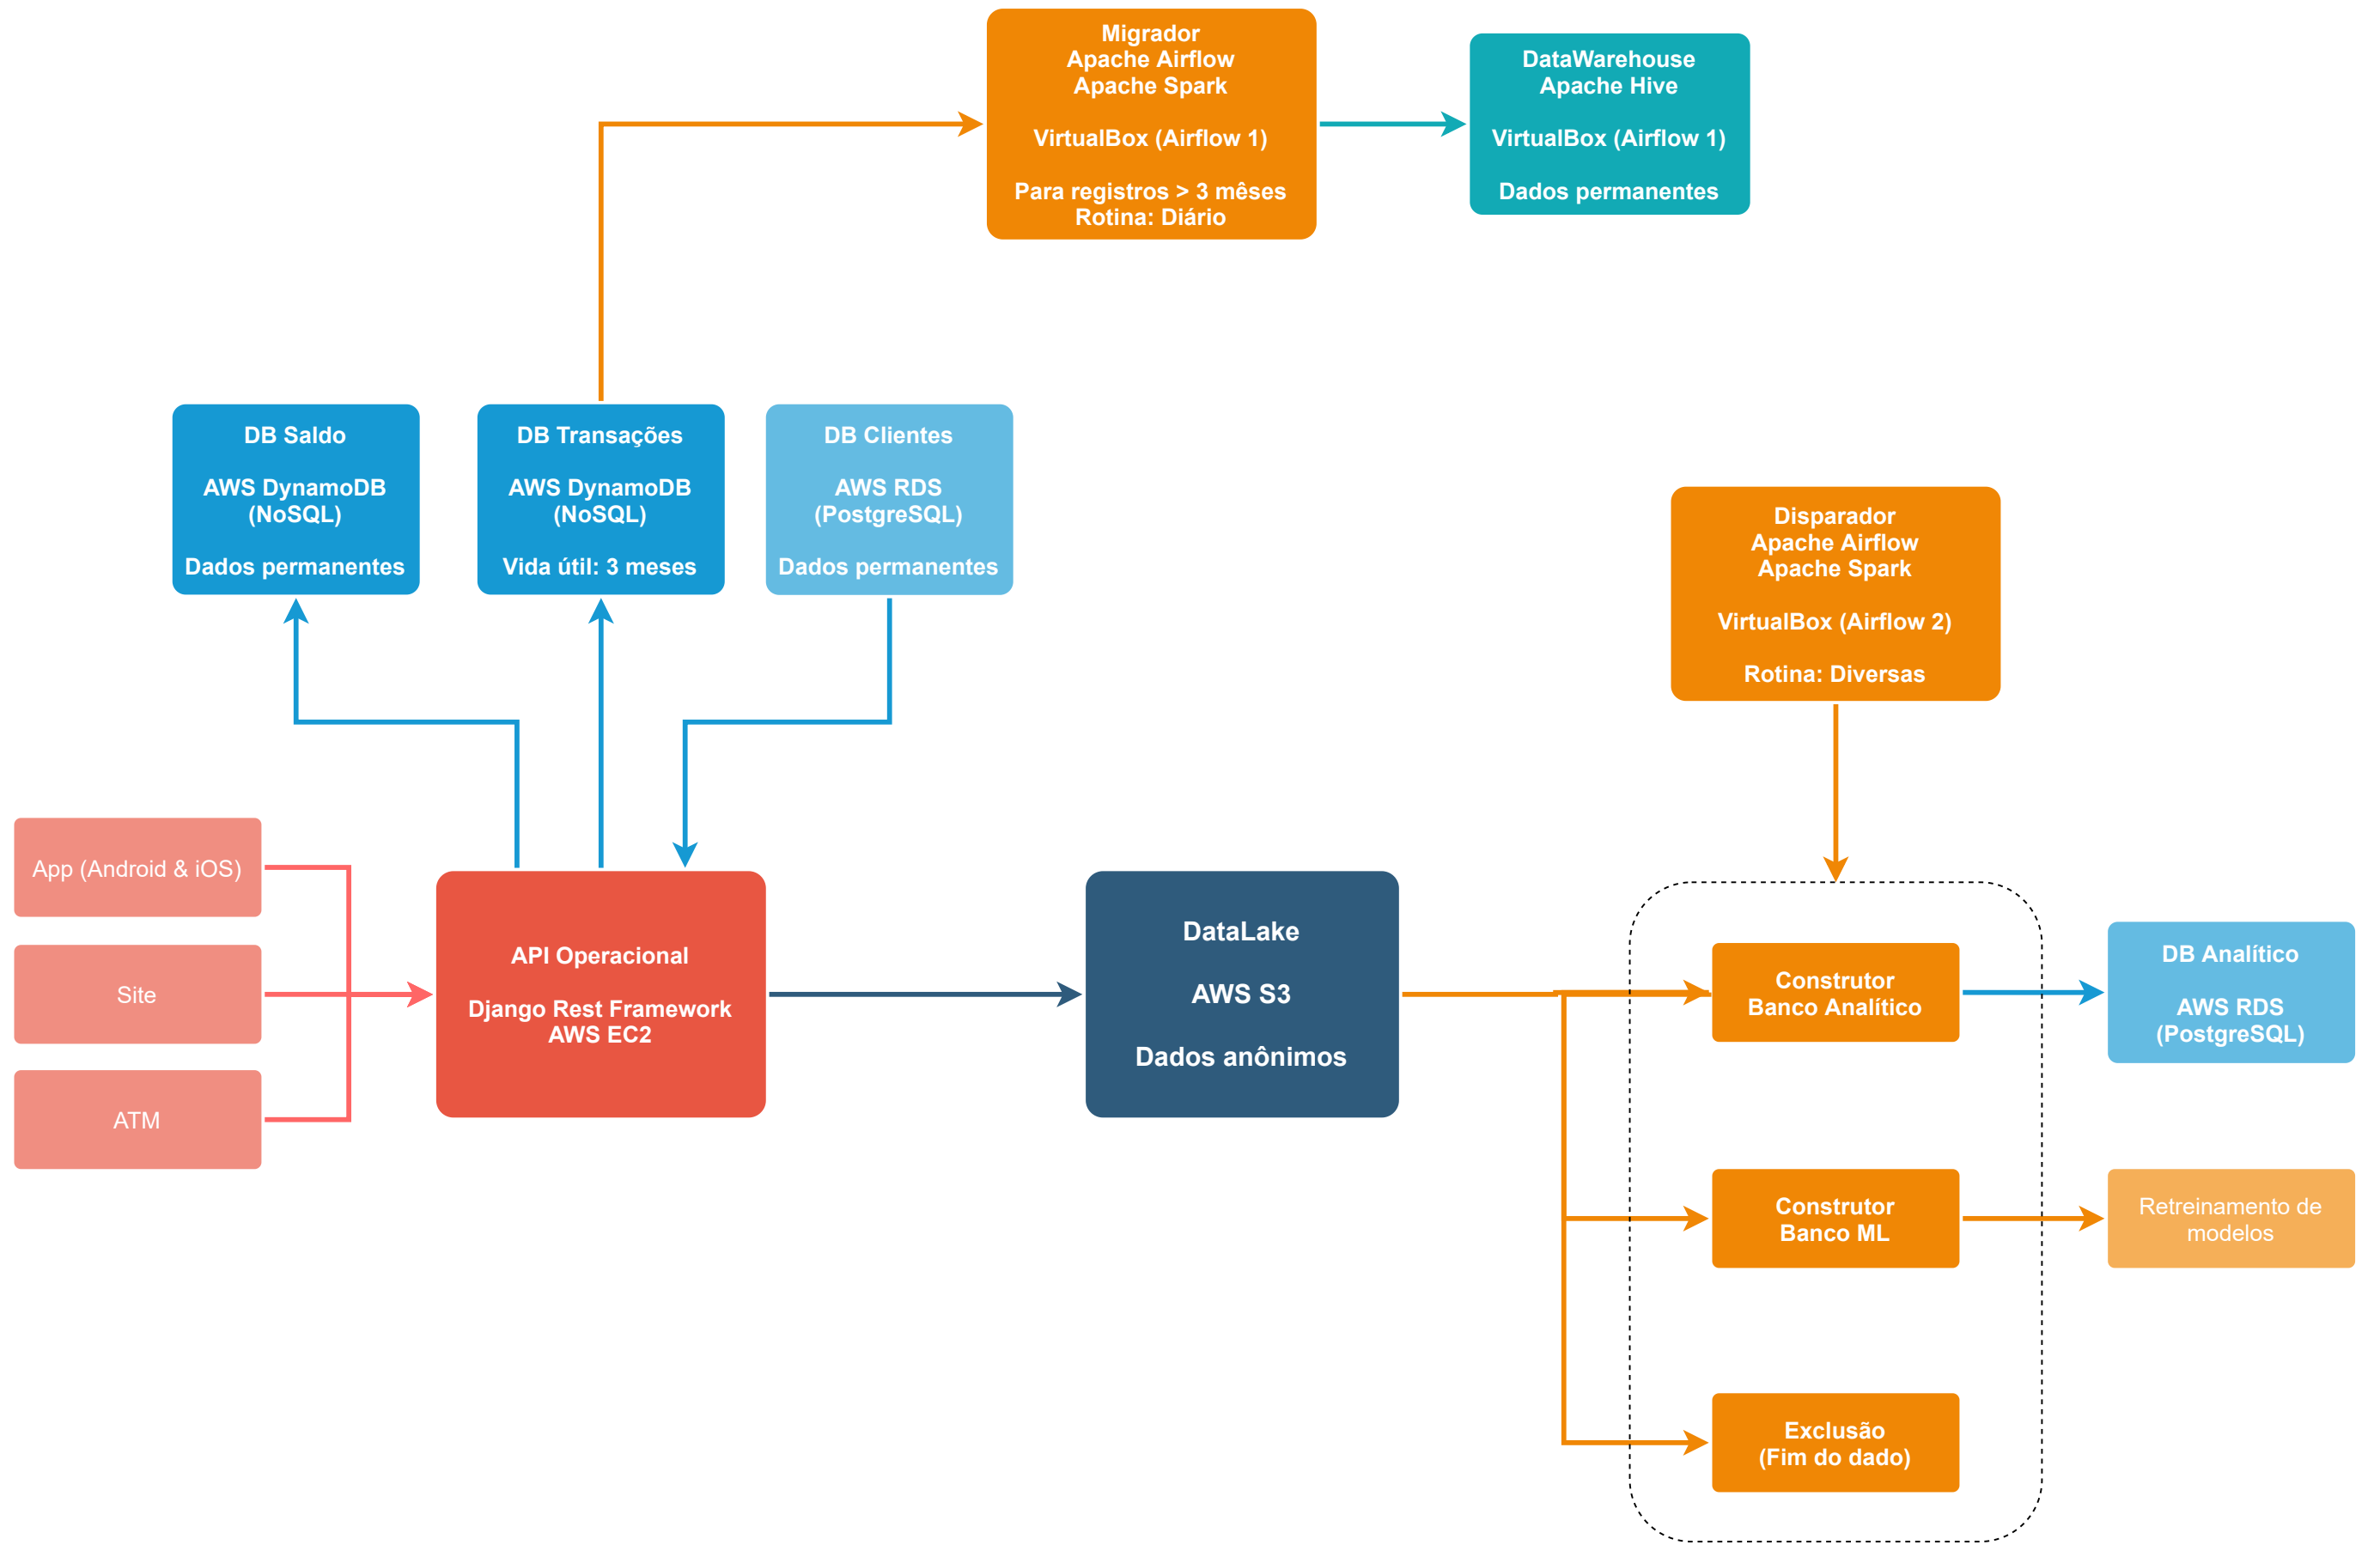 Migrador
Apache Airflow
Apache Spark
VirtualBox (Airflow 1)
Para registros > 3 mêses
Rotina: Diário
DataWarehouse
Apache Hive
VirtualBox (Airflow 1)
Dados permanentes
DB Saldo
AWS DynamoDB
(NoSQL)
Dados permanentes
DB Transações
AWS DynamoDB
(NoSQL)
Vida útil: 3 meses
DB Clientes
AWS RDS
(PostgreSQL)
Dados permanentes
Disparador
Apache Airflow
Apache Spark
VirtualBox (Airflow 2)
Rotina: Diversas
App (Android & iOS)
Site
ATM
API Operacional
Django Rest Framework
AWS EC2
DataLake
AWS S3
Dados anônimos
Construtor
Banco Analítico
DB Analítico
AWS RDS
(PostgreSQL)
Construtor
Banco ML
Retreinamento de
modelos
Exclusão
(Fim do dado)